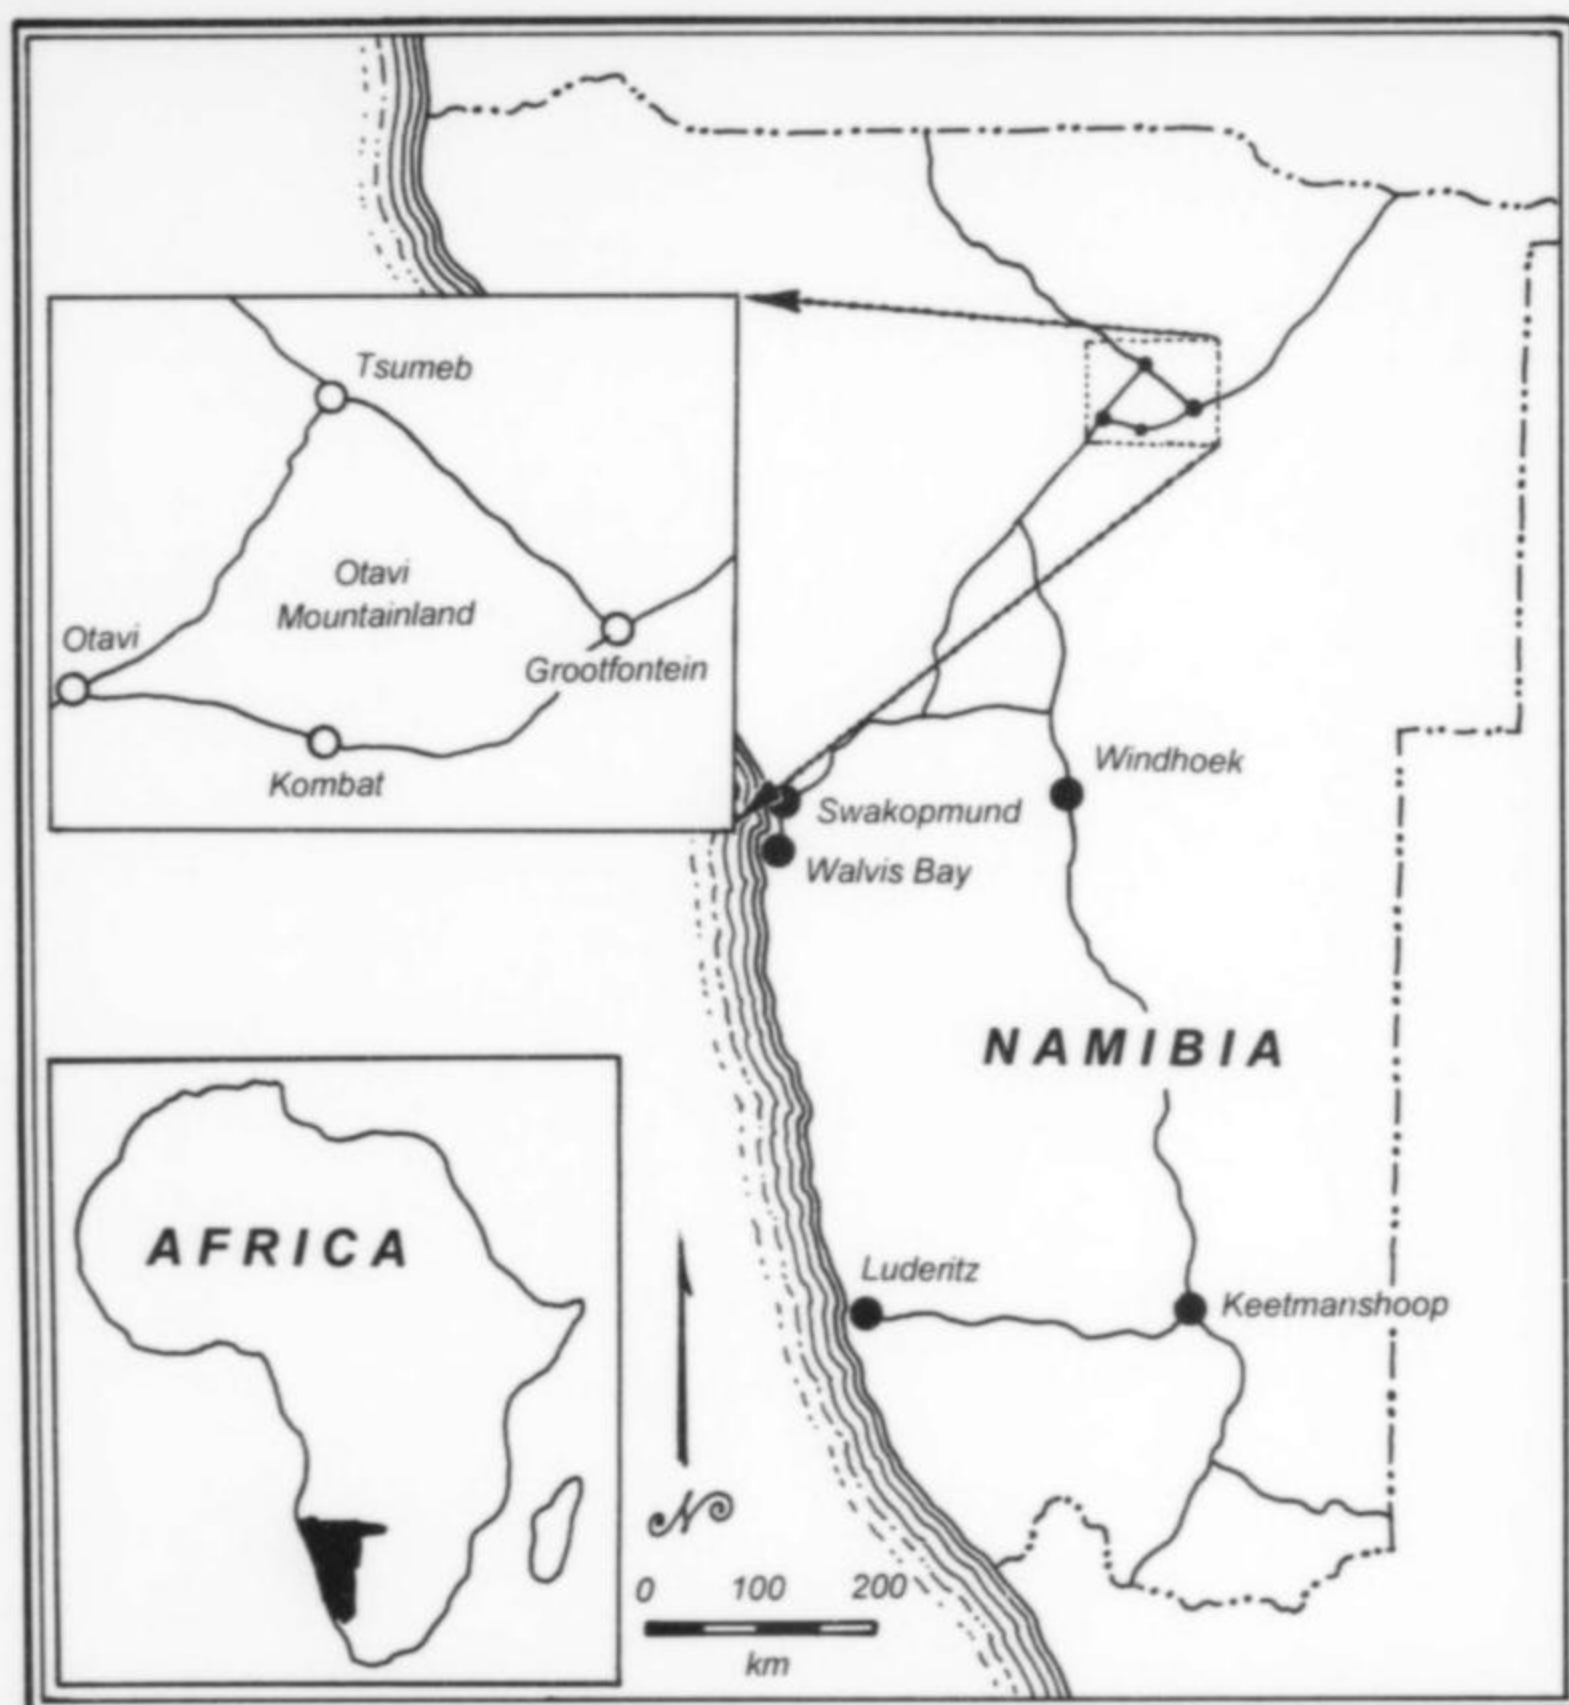 Tsumeb
Otavi
Mountainland
Otavi
Grootfontein
Kombat
Windhoek
Swakopmund
Walvis Bay
NAMIBIA
AFRICA
Luderitz
Keetmanshoop
N
0 100 200
km